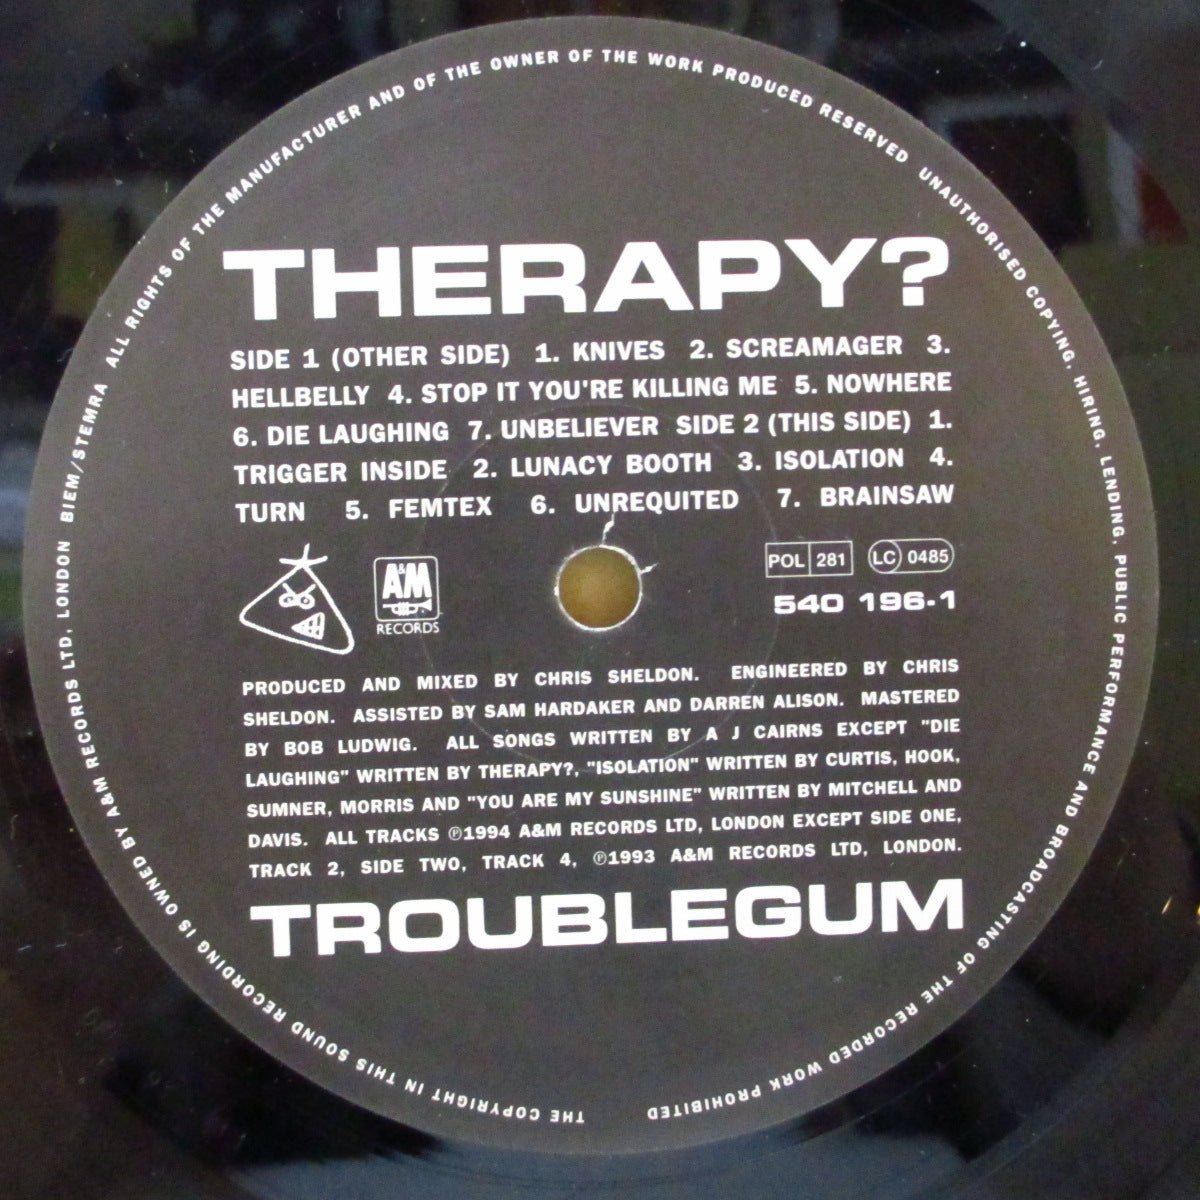 THERAPY?
SIDE 1 (OTHER SIDE) 1. KNIVES 2. SCREAMAGER 3.
HELLBELLY 4. STOP IT YOU'RE KILLING ME 5. NOWHERE
6. DIE LAUGHING 7. UNBELIEVER SIDE 2 (THIS SIDE) 1.
TRIGGER INSIDE 2. LUNACY BOOTH 3. ISOLATION 4.
TURN 5. FEMTEX 6. UNREQUITED 7. BRAINSAW
A&M
RECORDS
POL 281 LC 0485
540 196-1
PRODUCED AND MIXED BY CHRIS SHELDON. ENGINEERED BY CHRIS
SHELDON. ASSISTED BY SAM HARDAKER AND DARREN ALISON. MASTERED
BY BOB LUDWIG. ALL SONGS WRITTEN BY A J CAIRNS EXCEPT "DIE
LAUGHING" WRITTEN BY THERAPY?, "ISOLATION" WRITTEN BY CURTIS, HOOK,
SUMNER, MORRIS AND "YOU ARE MY SUNSHINE" WRITTEN BY MITCHELL AND
DAVIS. ALL TRACKS ℗1994 A&M RECORDS LTD, LONDON EXCEPT SIDE ONE,
TRACK 2, SIDE TWO, TRACK 4, ℗1993 A&M RECORDS LTD, LONDON.
TROUBLEGUM
THE COPYRIGHT IN THIS SOUND RECORDING IS OWNED BY A&M RECORDS LTD, LONDON BIEM/STEMRA ALL RIGHTS OF THE MANUFACTURER AND OF THE OWNER OF THE WORK PRODUCED RESERVED UNAUTHORISED COPYING, HIRING, LENDING, PUBLIC PERFORMANCE AND BROADCASTING OF THE RECORDED WORK PROHIBITED